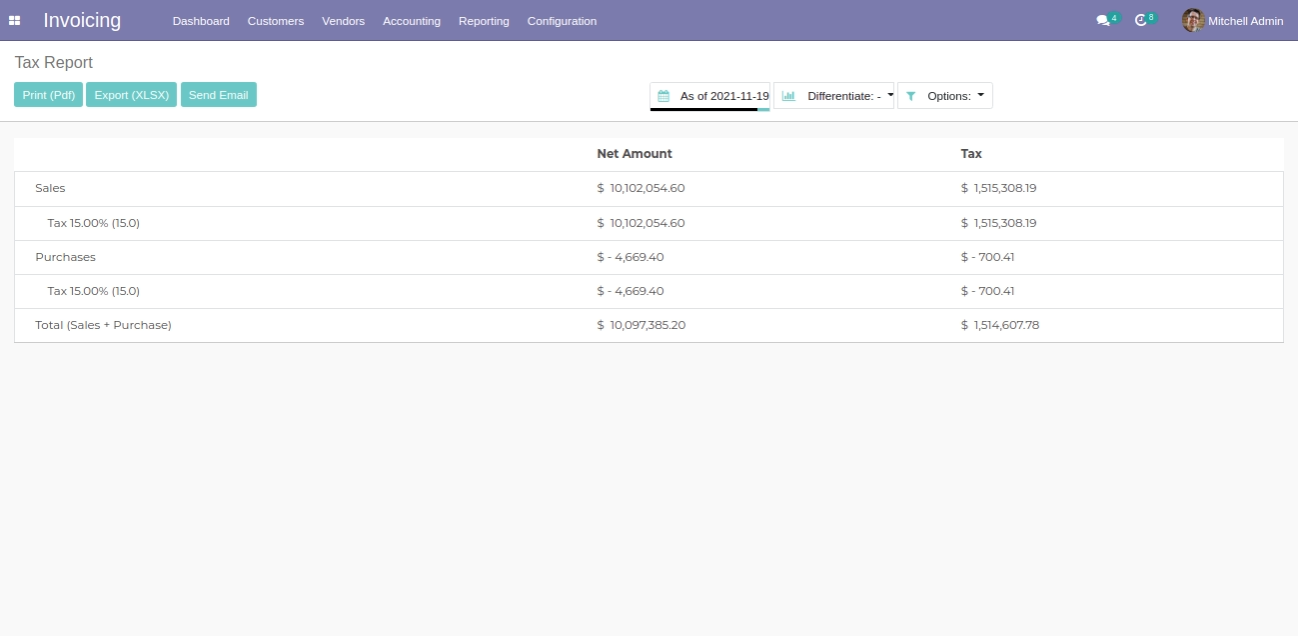 Invoicing Dashboard Customers Vendors Accounting Reporting Configuration 4 8 Mitchell Admin
Tax Report
Print (Pdf) Export (XLSX) Send Email As of 2021-11-19 Differentiate: - Options:
Net Amount Tax
Sales $ 10,102,054.60 $ 1,515,308.19
Tax 15.00% (15.0) $ 10,102,054.60 $ 1,515,308.19
Purchases $ - 4,669.40 $ - 700.41
Tax 15.00% (15.0) $ - 4,669.40 $ - 700.41
Total (Sales + Purchase) $ 10,097,385.20 $ 1,514,607.78